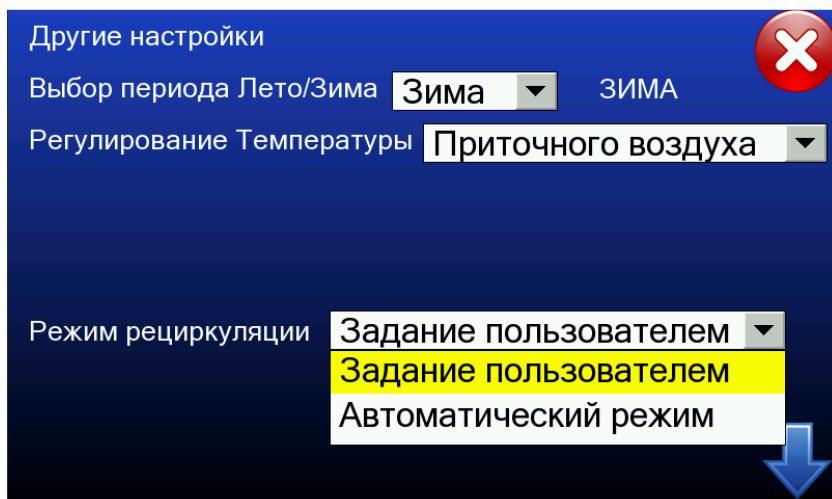 Другие настройки
Выбор периода Лето/Зима Зима ЗИМА
Регулирование Температуры Приточного воздуха
Режим рециркуляции Задание пользователем
Задание пользователем
Автоматический режим